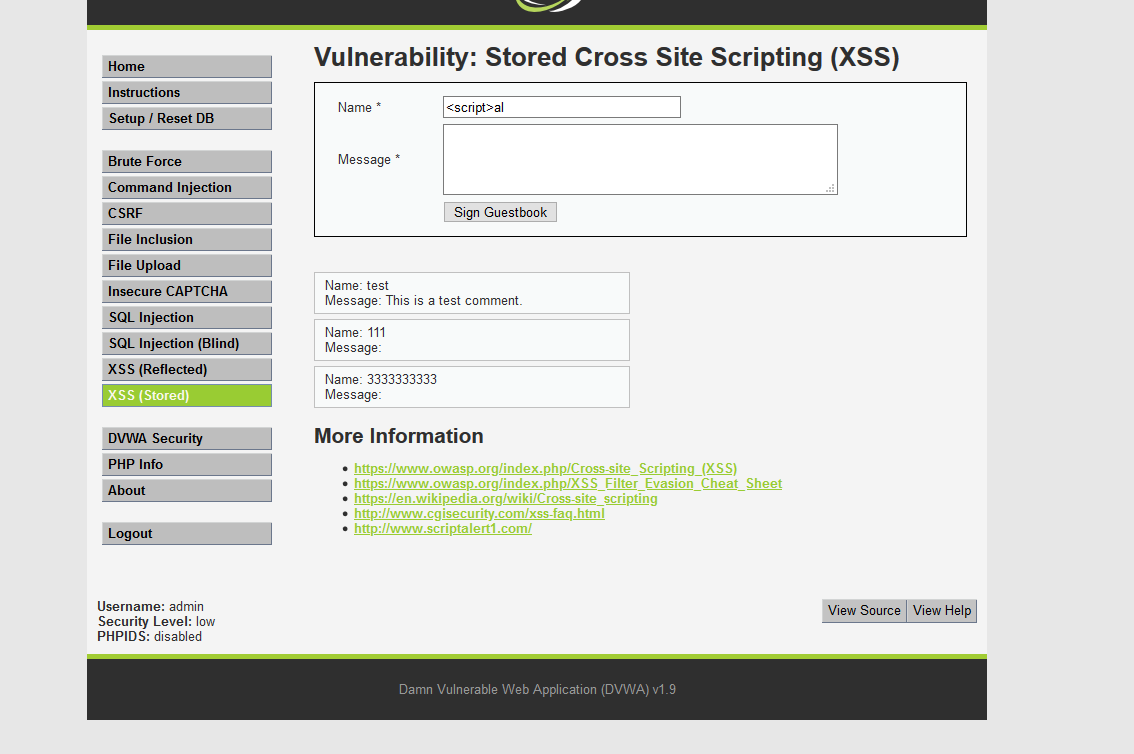 Home
Instructions
Setup / Reset DB
Brute Force
Command Injection
CSRF
File Inclusion
File Upload
Insecure CAPTCHA
SQL Injection
SQL Injection (Blind)
XSS (Reflected)
XSS (Stored)
DVWA Security
PHP Info
About
Logout
Vulnerability: Stored Cross Site Scripting (XSS)
Name * <script>al
Message *
Sign Guestbook
Name: test
Message: This is a test comment.
Name: 111
Message:
Name: 3333333333
Message:
More Information
• https://www.owasp.org/index.php/Cross-site_Scripting_(XSS)
• https://www.owasp.org/index.php/XSS_Filter_Evasion_Cheat_Sheet
• https://en.wikipedia.org/wiki/Cross-site_scripting
• http://www.cgisecurity.com/xss-faq.html
• http://www.scriptalert1.com/
Username: admin
Security Level: low
PHPIDS: disabled
View Source View Help
Damn Vulnerable Web Application (DVWA) v1.9